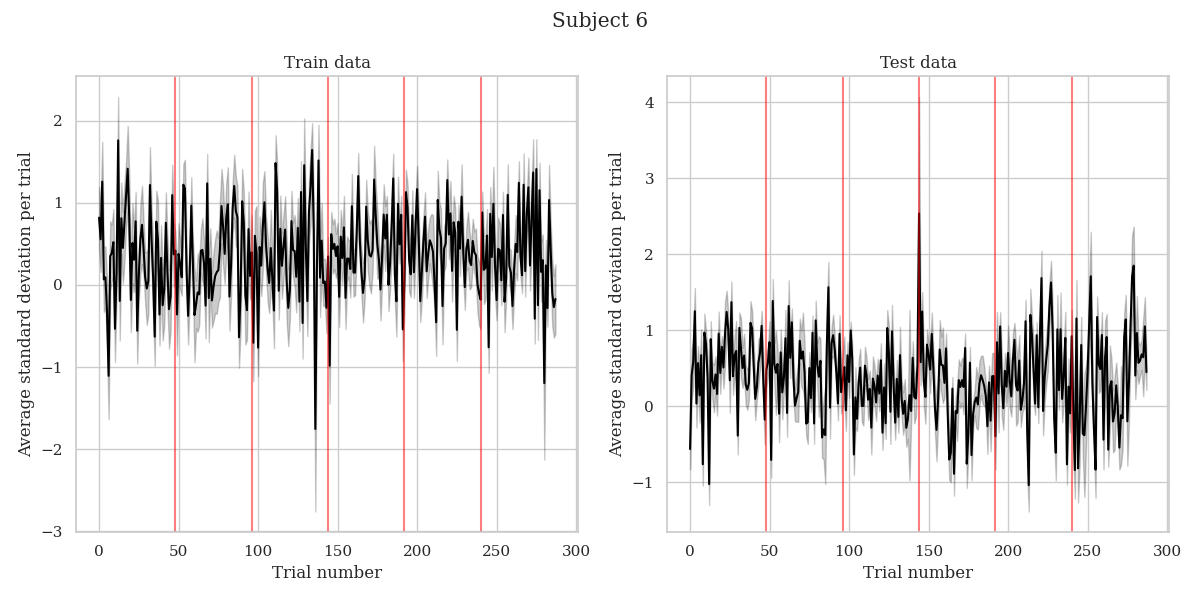 Subject 6
Train data
Average standard deviation per trial
2
1
0
−1
−2
−3
0 50 100 150 200 250 300
Trial number
Test data
Average standard deviation per trial
4
3
2
1
0
−1
0 50 100 150 200 250 300
Trial number